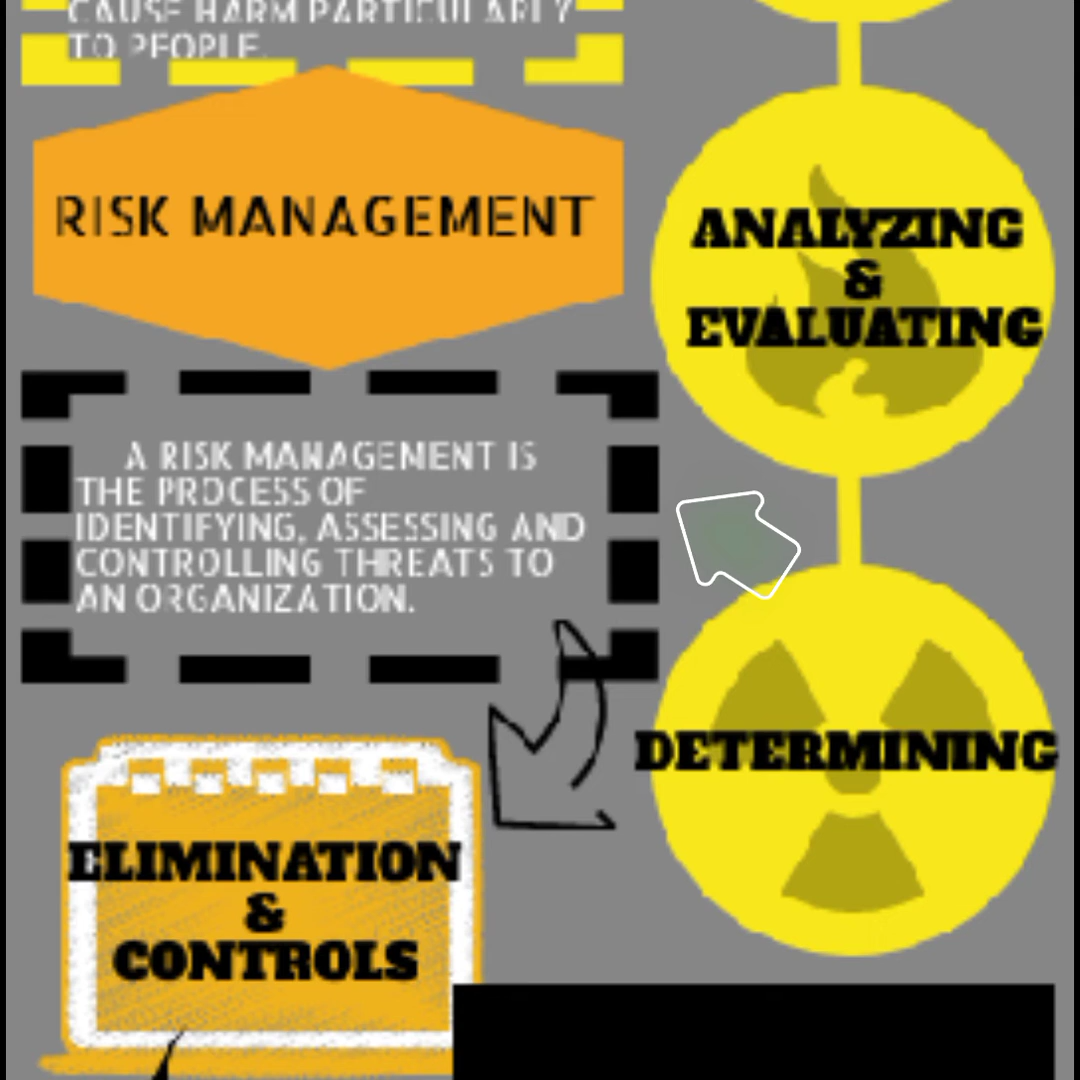 CAUSE HARM PARTICULARLY
TO PEOPLE.
RISK MANAGEMENT
A RISK MANAGEMENT IS
THE PROCESS OF
IDENTIFYING, ASSESSING AND
CONTROLLING THREATS TO
AN ORGANIZATION.
ELIMINATION
&
CONTROLS
ANALYZING
&
EVALUATING
DETERMINING